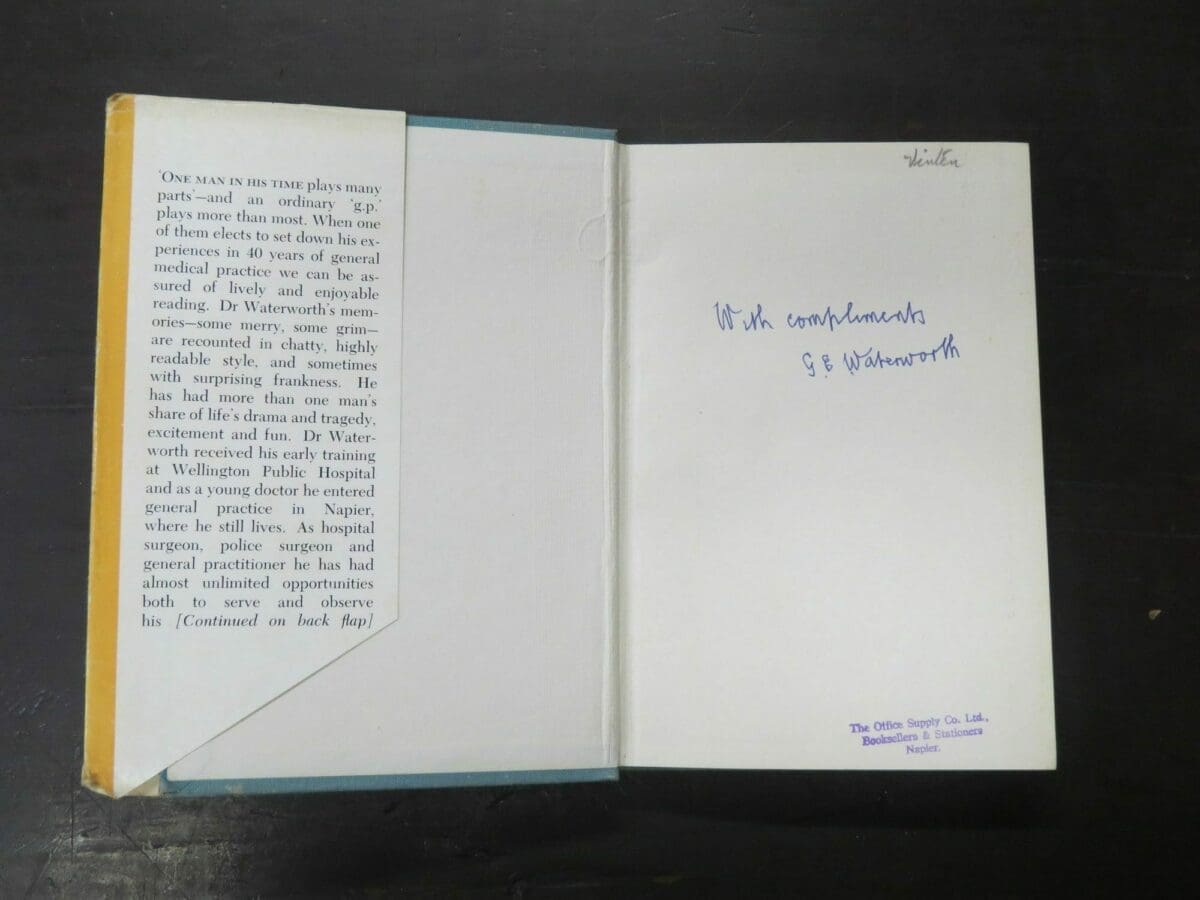 'ONE MAN IN HIS TIME plays many
parts'—and an ordinary 'g.p.'
plays more than most. When one
of them elects to set down his ex-
periences in 40 years of general
medical practice we can be as-
sured of lively and enjoyable
reading. Dr Waterworth's mem-
ories—some merry, some grim—
are recounted in chatty, highly
readable style, and sometimes
with surprising frankness. He
has had more than one man's
share of life's drama and tragedy,
excitement and fun. Dr Water-
worth received his early training
at Wellington Public Hospital
and as a young doctor he entered
general practice in Napier,
where he still lives. As hospital
surgeon, police surgeon and
general practitioner he has had
almost unlimited opportunities
both to serve and observe
his [Continued on back flap]
With compliments
G E Waterworth
The Office Supply Co. Ltd.,
Booksellers & Stationers
Napier.